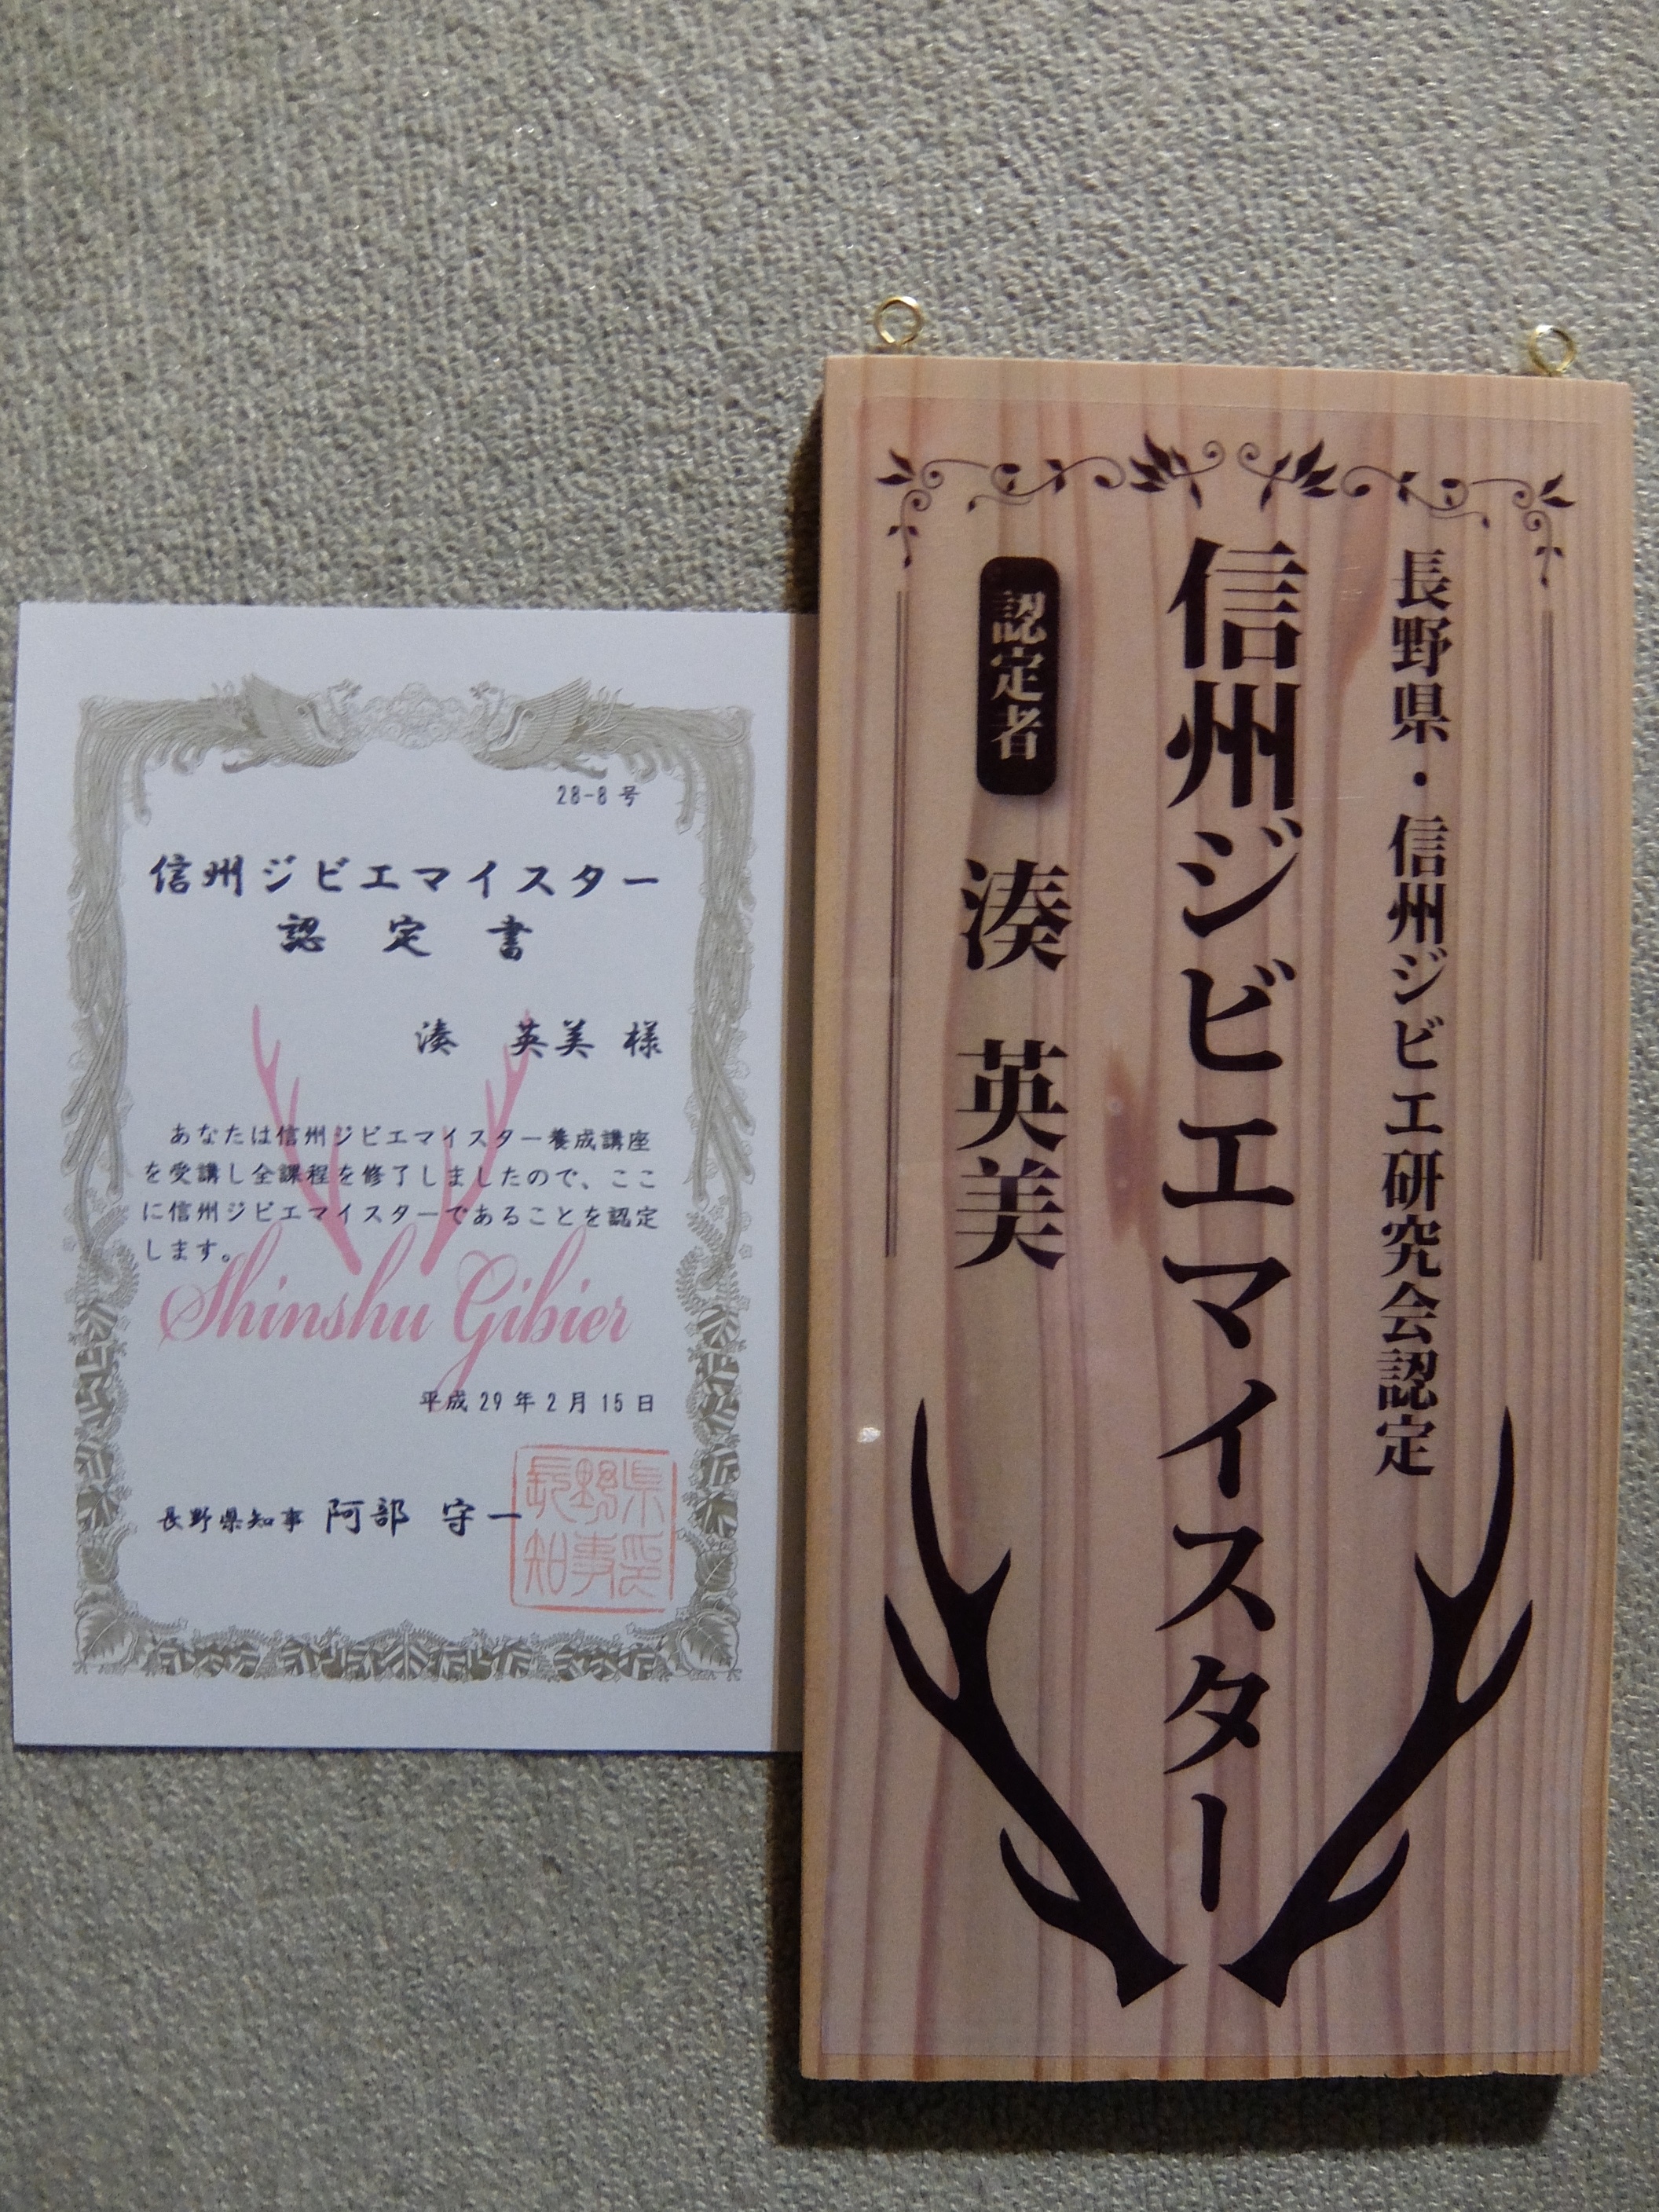 28-8号
信州ジビエマイスター
認定書
湊 英美 様
あなたは信州ジビエマイスター養成講座
を受講し全課程を修了しましたので、ここ
に信州ジビエマイスターであることを認定
します。
Shinshu Gibier
平成29年2月15日
長野県知事 阿部 守一
長野県
知事印
長野県・信州ジビエ研究会認定
信州ジビエマイスター
認定者
湊 英美